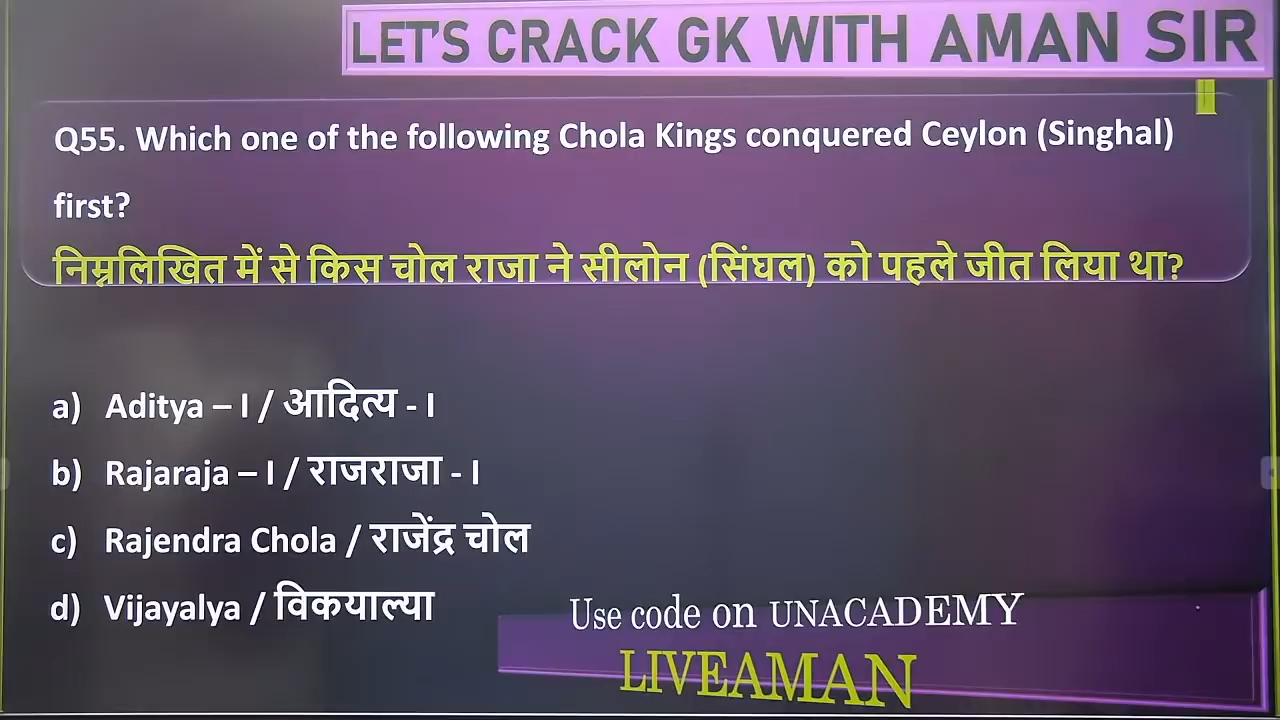 LET'S CRACK GK WITH AMAN SIR
Q55. Which one of the following Chola Kings conquered Ceylon (Singhal)
first?
निम्नलिखित में से किस चोल राजा ने सीलोन (सिंघल) को पहले जीत लिया था?
a) Aditya – I / आदित्य - I
b) Rajaraja – I / राजराजा - I
c) Rajendra Chola / राजेंद्र चोल
d) Vijayalya / विकयाल्या
Use code on UNACADEMY
LIVEAMAN